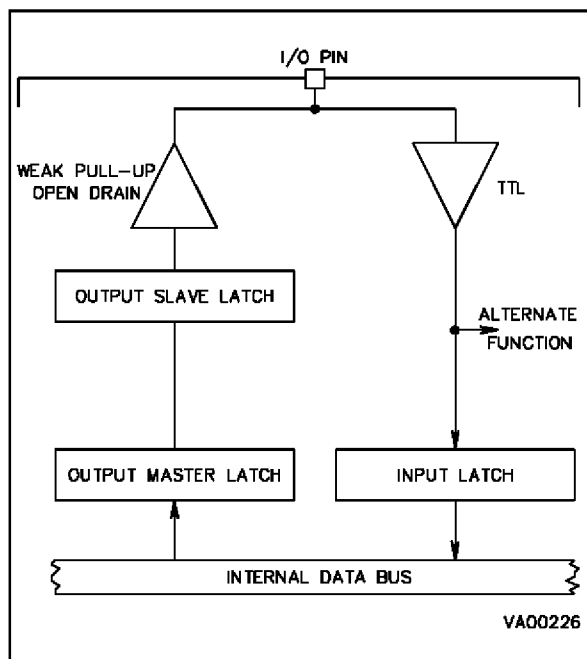 I/O PIN
WEAK PULL-UP
OPEN DRAIN
TTL
OUTPUT SLAVE LATCH
ALTERNATE
FUNCTION
OUTPUT MASTER LATCH
INPUT LATCH
INTERNAL DATA BUS
VA00226